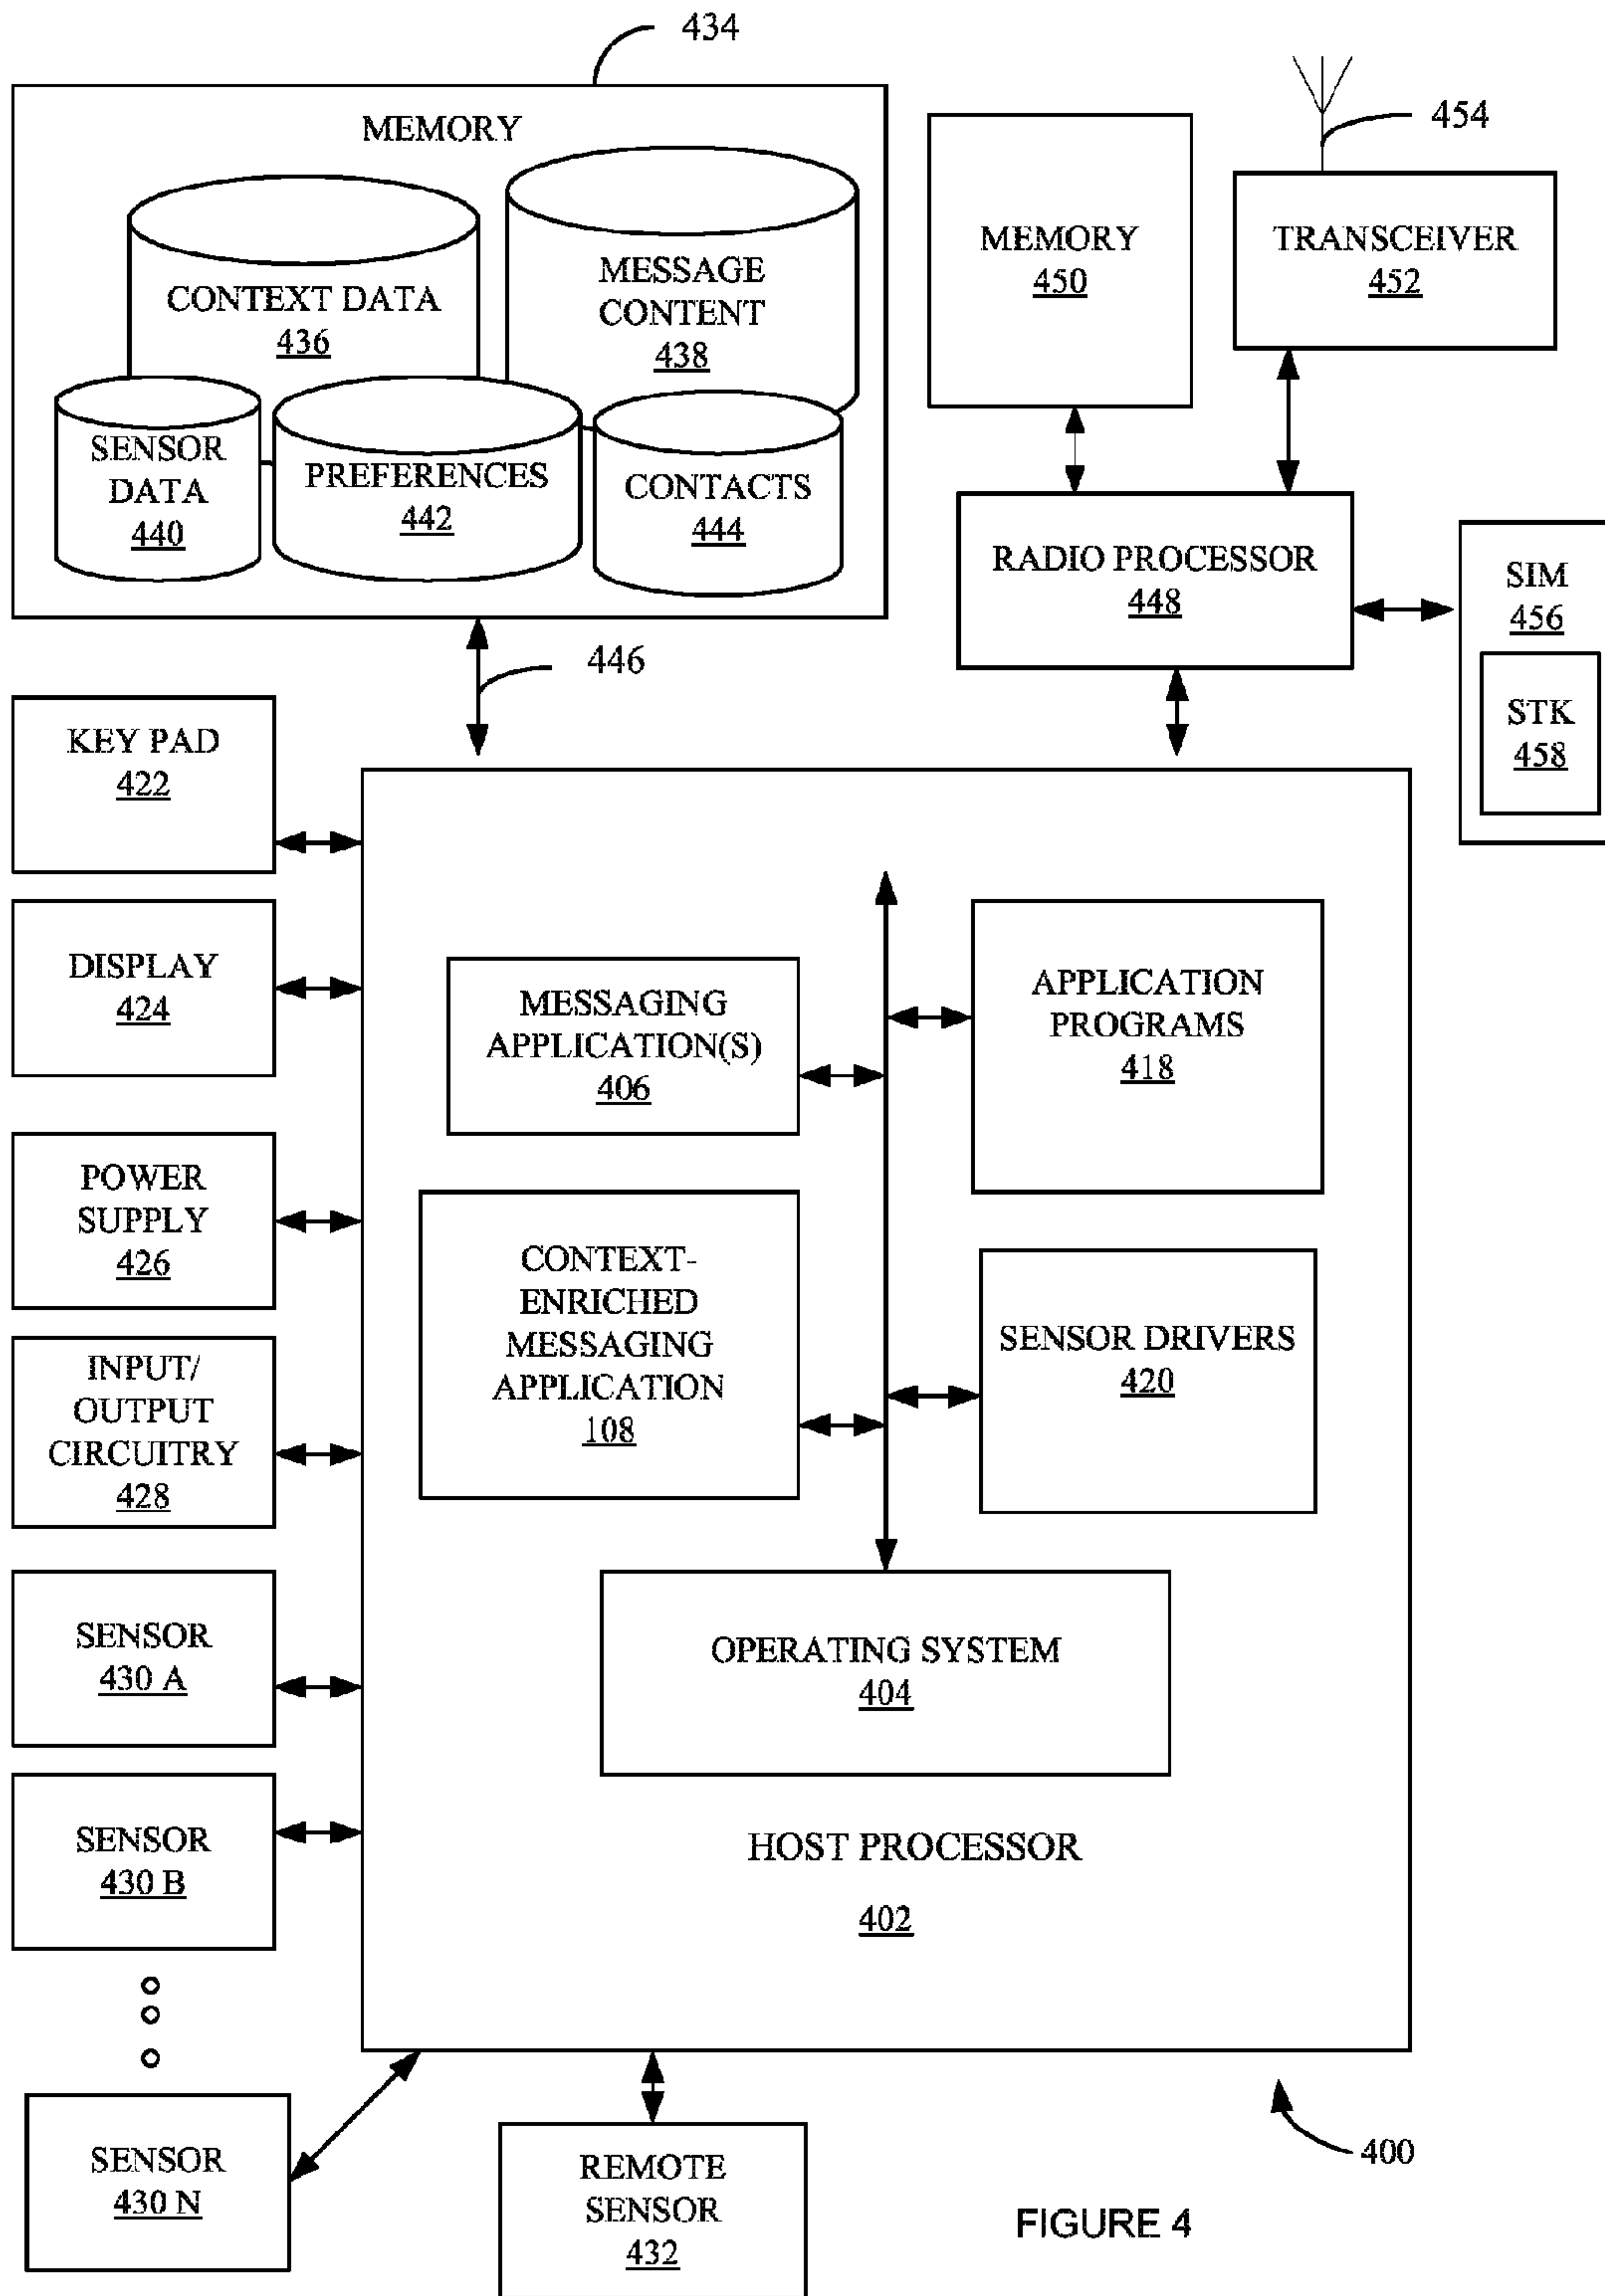 434
MEMORY
CONTEXT DATA
436
MESSAGE
CONTENT
438
SENSOR
DATA
440
PREFERENCES
442
CONTACTS
444
446
MEMORY
450
454
TRANSCEIVER
452
RADIO PROCESSOR
448
SIM
456
STK
458
KEY PAD
422
DISPLAY
424
POWER
SUPPLY
426
INPUT/
OUTPUT
CIRCUITRY
428
SENSOR
430 A
SENSOR
430 B
SENSOR
430 N
MESSAGING
APPLICATION(S)
406
APPLICATION
PROGRAMS
418
CONTEXT-
ENRICHED
MESSAGING
APPLICATION
108
SENSOR DRIVERS
420
OPERATING SYSTEM
404
HOST PROCESSOR
402
REMOTE
SENSOR
432
400
FIGURE 4